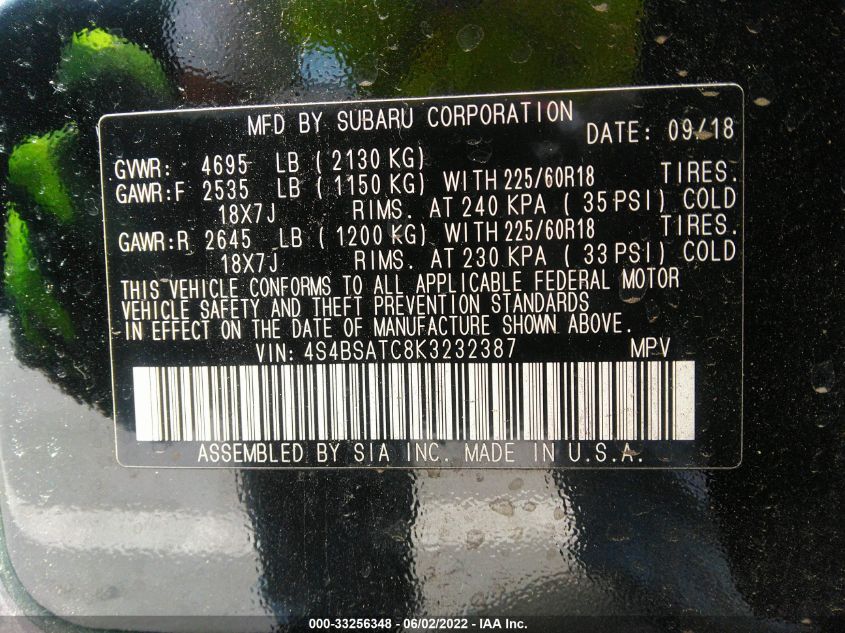 MFD BY SUBARU CORPORATION DATE: 09/18
GVWR: 4695 LB (2130 KG)
GAWR:F 2535 LB (1150 KG) WITH 225/60R18 TIRES.
18X7J RIMS. AT 240 KPA (35 PSI) COLD
GAWR:R 2645 LB (1200 KG) WITH 225/60R18 TIRES.
18X7J RIMS. AT 230 KPA (33 PSI) COLD
THIS VEHICLE CONFORMS TO ALL APPLICABLE FEDERAL MOTOR
VEHICLE SAFETY AND THEFT PREVENTION STANDARDS
IN EFFECT ON THE DATE OF MANUFACTURE SHOWN ABOVE.
VIN: 4S4BSATC8K3232387 MPV
ASSEMBLED BY SIA INC. MADE IN U.S.A.
000-33256348 - 06/02/2022 - IAA Inc.